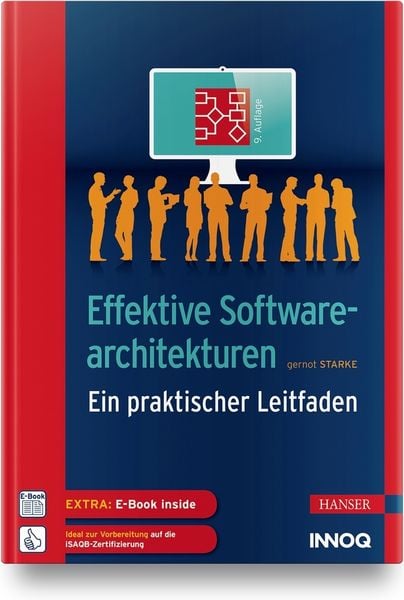 9. Auflage
Effektive Software-
architekturen gernot STARKE
Ein praktischer Leitfaden
E-Book
EXTRA: E-Book inside
Ideal zur Vorbereitung auf die
iSAQB-Zertifizierung
HANSER
INNOQ